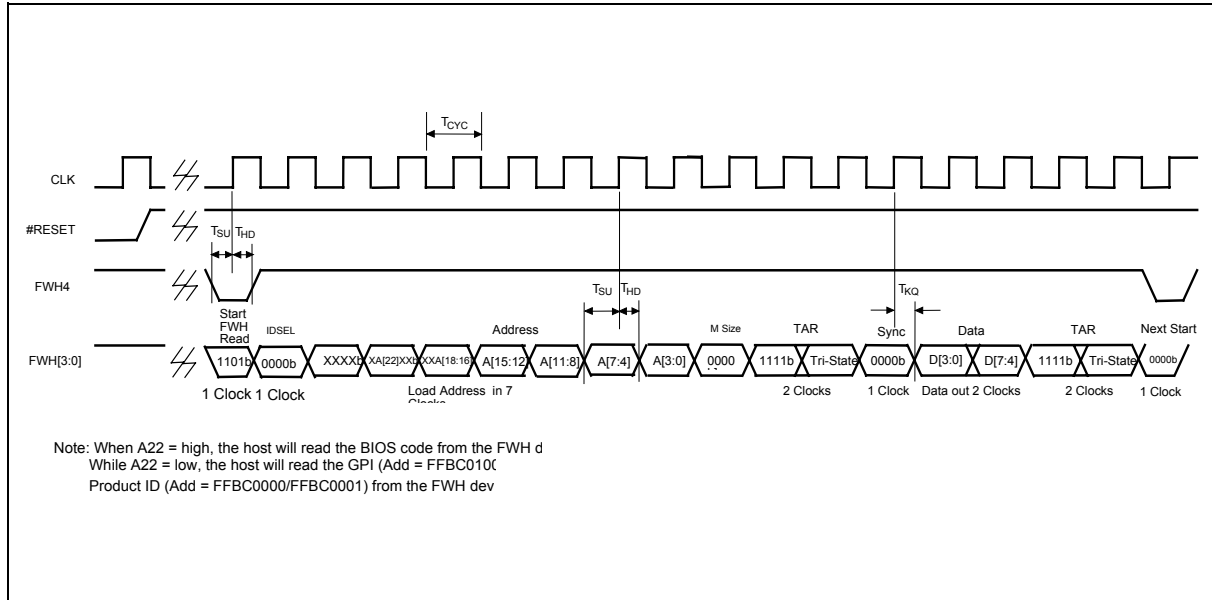 TCYC
CLK
#RESET
TSU THD
FWH4
TSU THD
TKQ
Start
FWH
Read
IDSEL
Address
M Size
TAR
Sync
Data
TAR
Next Start
FWH[3:0]
1101b 0000b XXXXb XA[22]XXb XXA[18:16] A[15:12] A[11:8] A[7:4] A[3:0] 0000 1111b Tri-State 0000b D[3:0] D[7:4] 1111b Tri-State 0000b
1 Clock 1 Clock Load Address in 7 2 Clocks 1 Clock Data out 2 Clocks 2 Clocks 1 Clock
Note: When A22 = high, the host will read the BIOS code from the FWH d
While A22 = low, the host will read the GPI (Add = FFBC0100
Product ID (Add = FFBC0000/FFBC0001) from the FWH dev